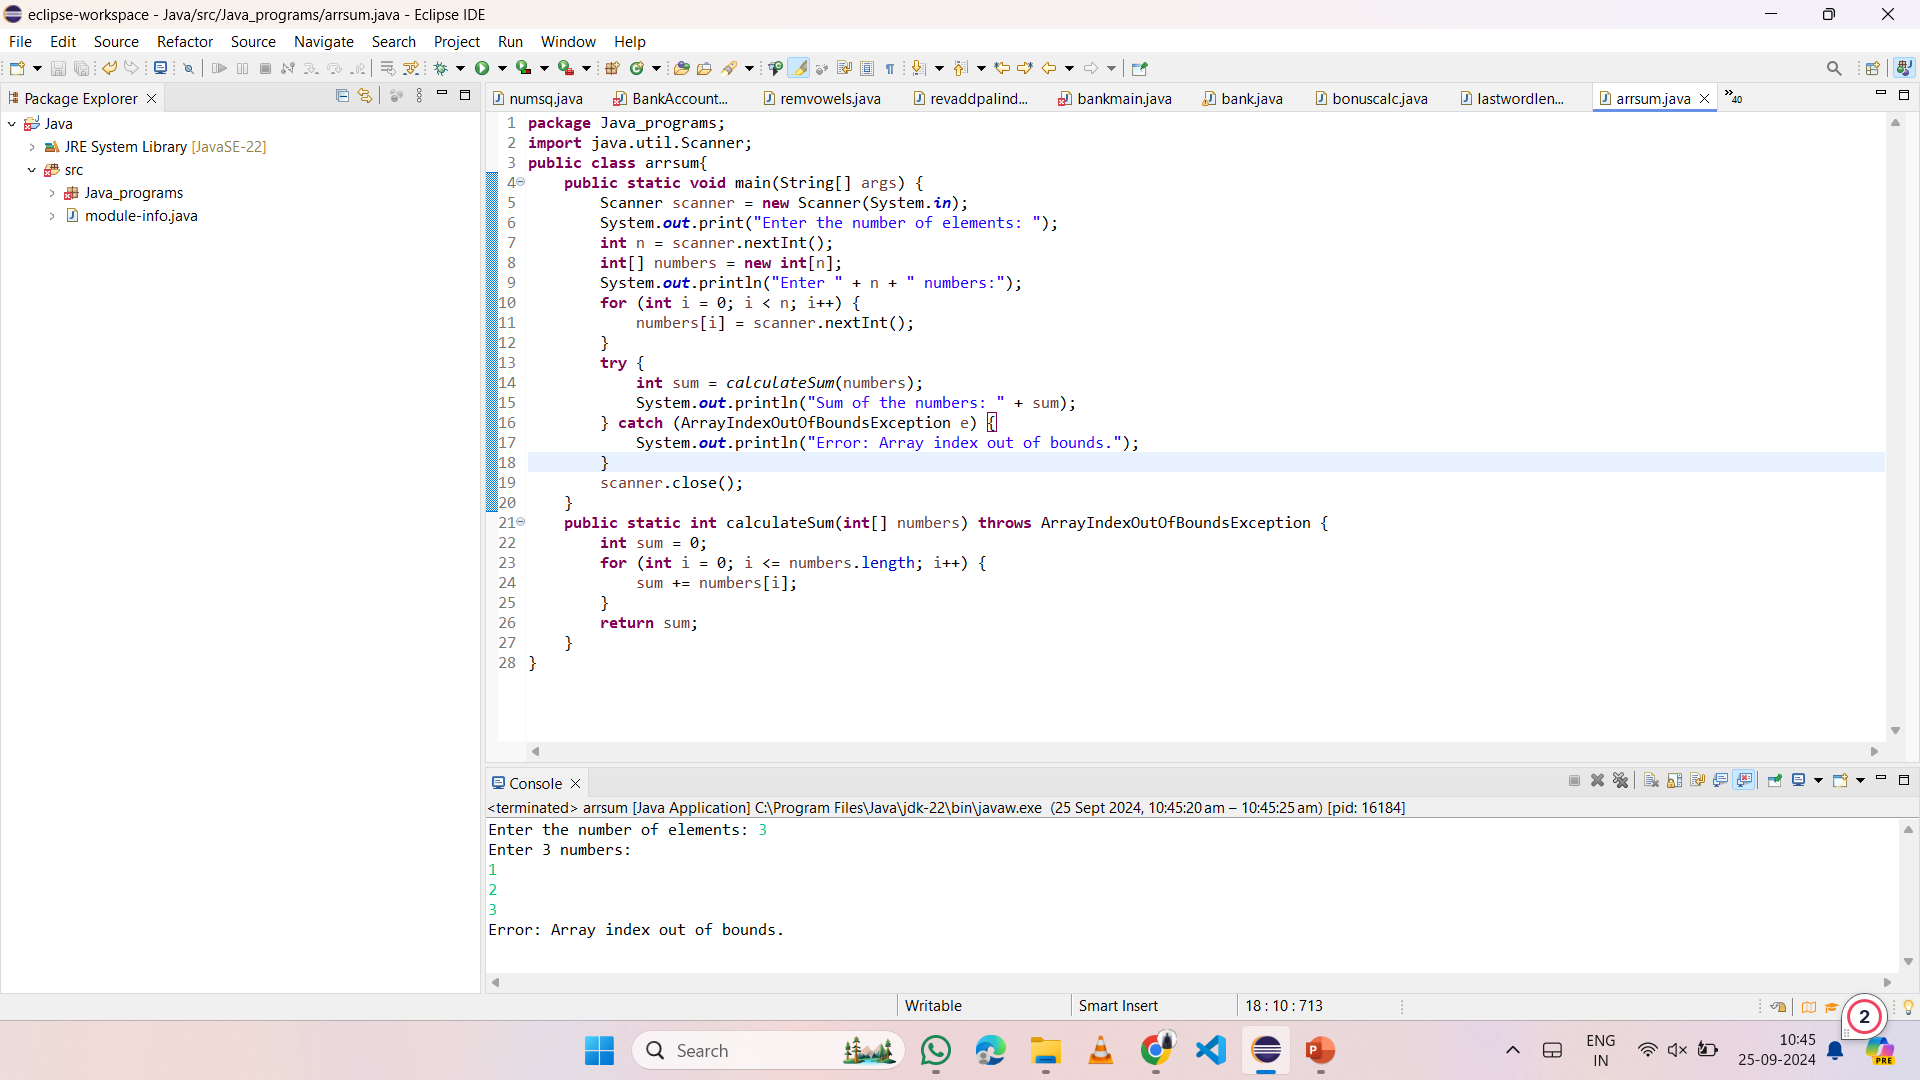 eclipse-workspace - Java/src/Java_programs/arrsum.java - Eclipse IDE
File Edit Source Refactor Source Navigate Search Project Run Window Help
Package Explorer
Java
JRE System Library [JavaSE-22]
src
Java_programs
module-info.java
numsq.java BankAccount... remvowels.java revaddpalind... bankmain.java bank.java bonuscalc.java lastwordlen... arrsum.java »40
1 package Java_programs;
2 import java.util.Scanner;
3 public class arrsum{
4 public static void main(String[] args) {
5 Scanner scanner = new Scanner(System.in);
6 System.out.print("Enter the number of elements: ");
7 int n = scanner.nextInt();
8 int[] numbers = new int[n];
9 System.out.println("Enter " + n + " numbers:");
10 for (int i = 0; i < n; i++) {
11 numbers[i] = scanner.nextInt();
12 }
13 try {
14 int sum = calculateSum(numbers);
15 System.out.println("Sum of the numbers: " + sum);
16 } catch (ArrayIndexOutOfBoundsException e) {
17 System.out.println("Error: Array index out of bounds.");
18 }
19 scanner.close();
20 }
21 public static int calculateSum(int[] numbers) throws ArrayIndexOutOfBoundsException {
22 int sum = 0;
23 for (int i = 0; i <= numbers.length; i++) {
24 sum += numbers[i];
25 }
26 return sum;
27 }
28 }
Console
<terminated> arrsum [Java Application] C:\Program Files\Java\jdk-22\bin\javaw.exe (25 Sept 2024, 10:45:20 am – 10:45:25 am) [pid: 16184]
Enter the number of elements: 3
Enter 3 numbers:
1
2
3
Error: Array index out of bounds.
Writable Smart Insert 18 : 10 : 713
2
Search
ENG
IN
10:45
25-09-2024
PRE